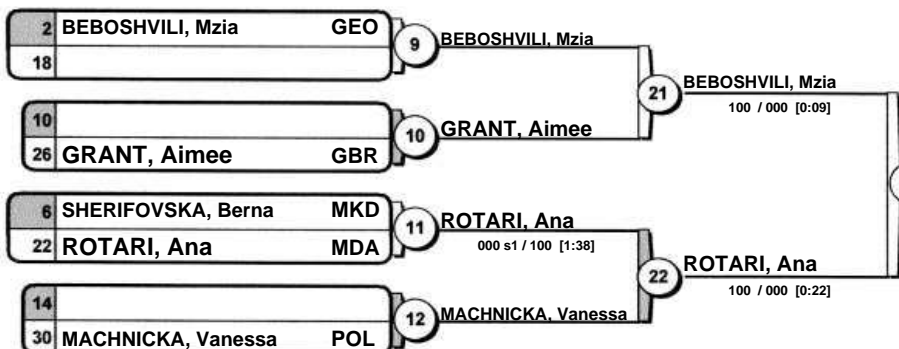 2 BEBOSHVILI, Mzia GEO
18
9
BEBOSHVILI, Mzia
10
26 GRANT, Aimee GBR
10
GRANT, Aimee
21
BEBOSHVILI, Mzia
100 / 000 [0:09]
6 SHERIFOVSKA, Berna MKD
22 ROTARI, Ana MDA
11
ROTARI, Ana
000 s1 / 100 [1:38]
14
30 MACHNICKA, Vanessa POL
12
MACHNICKA, Vanessa
22
ROTARI, Ana
100 / 000 [0:22]